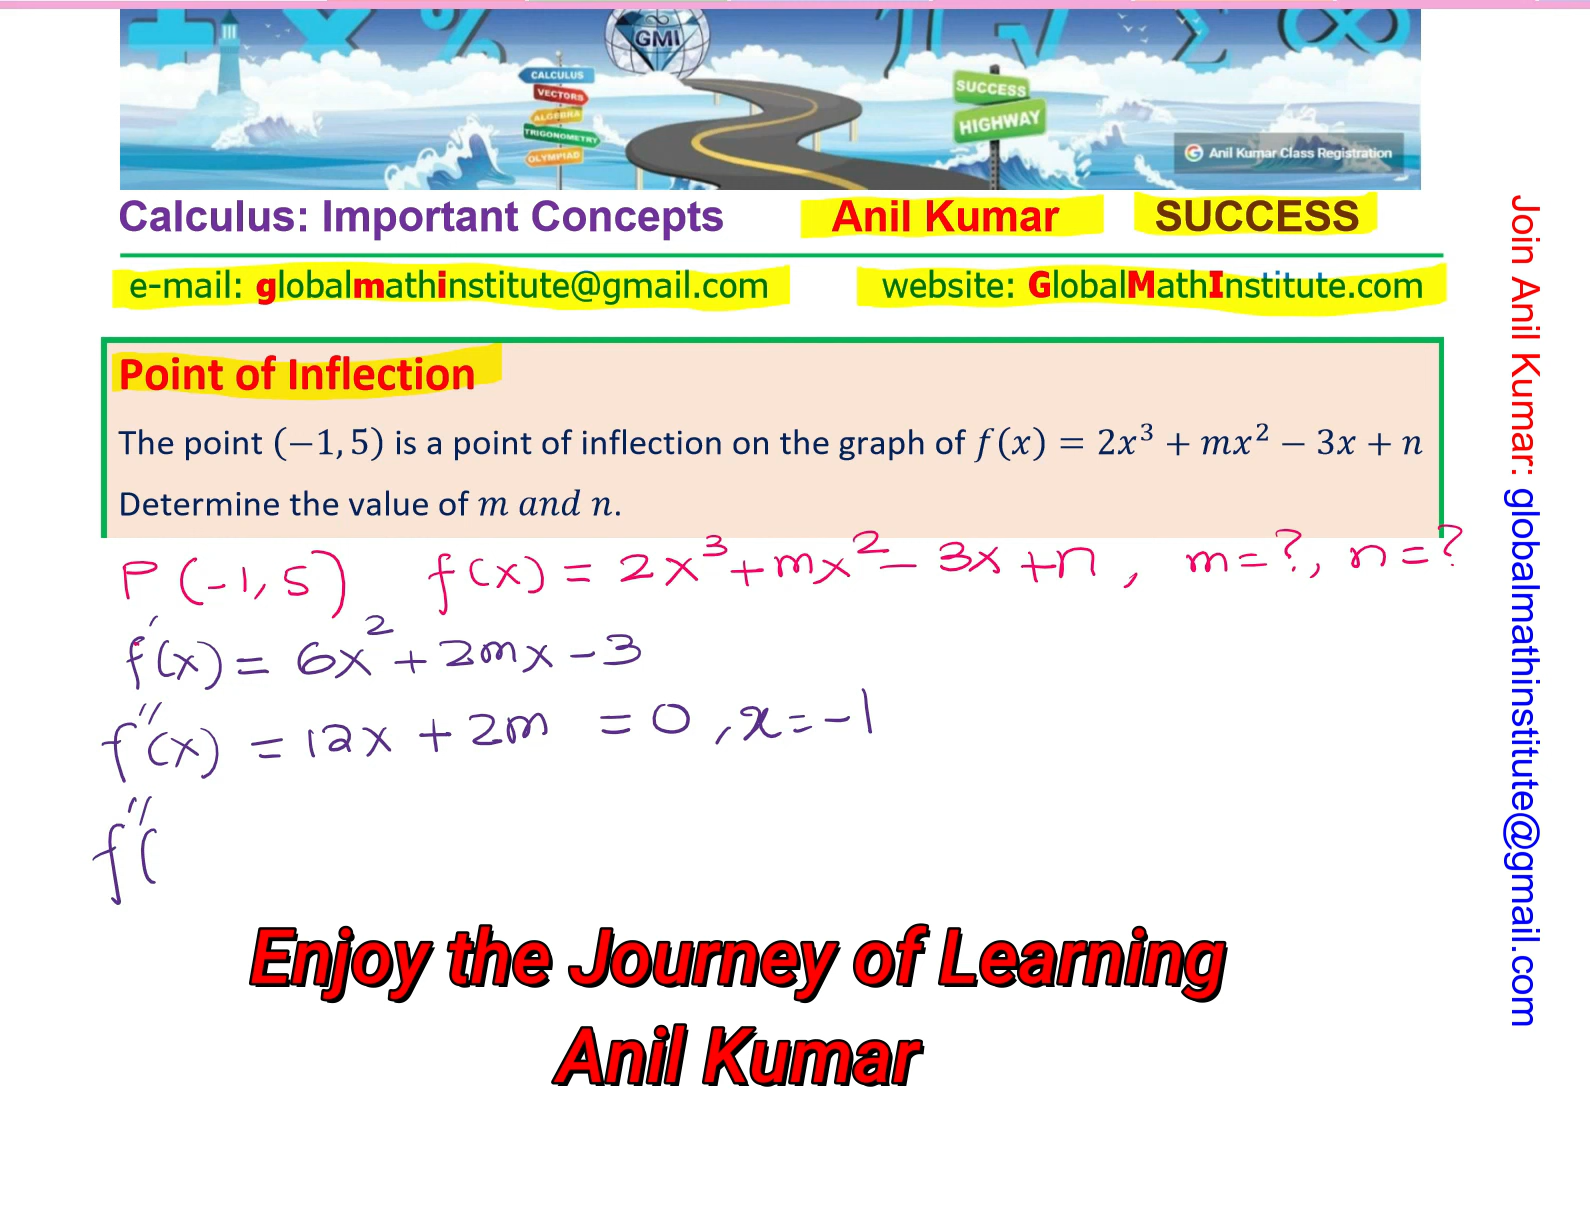 GMI
CALCULUS
VECTORS
ALGEBRA
TRIGONOMETRY
OLYMPIAD
SUCCESS
HIGHWAY
Anil Kumar Class Registration
Calculus: Important Concepts Anil Kumar SUCCESS
e-mail: globalmathinstitute@gmail.com website: GlobalMathInstitute.com
Point of Inflection
The point (−1, 5) is a point of inflection on the graph of f(x) = 2x³ + mx² − 3x + n
Determine the value of m and n.
P(-1, 5) f(x) = 2x³ + mx² - 3x + n, m = ?, n = ?
f'(x) = 6x² + 2mx - 3
f''(x) = 12x + 2m = 0, x = -1
f''(
Enjoy the Journey of Learning
Anil Kumar
Join Anil Kumar: globalmathinstitute@gmail.com